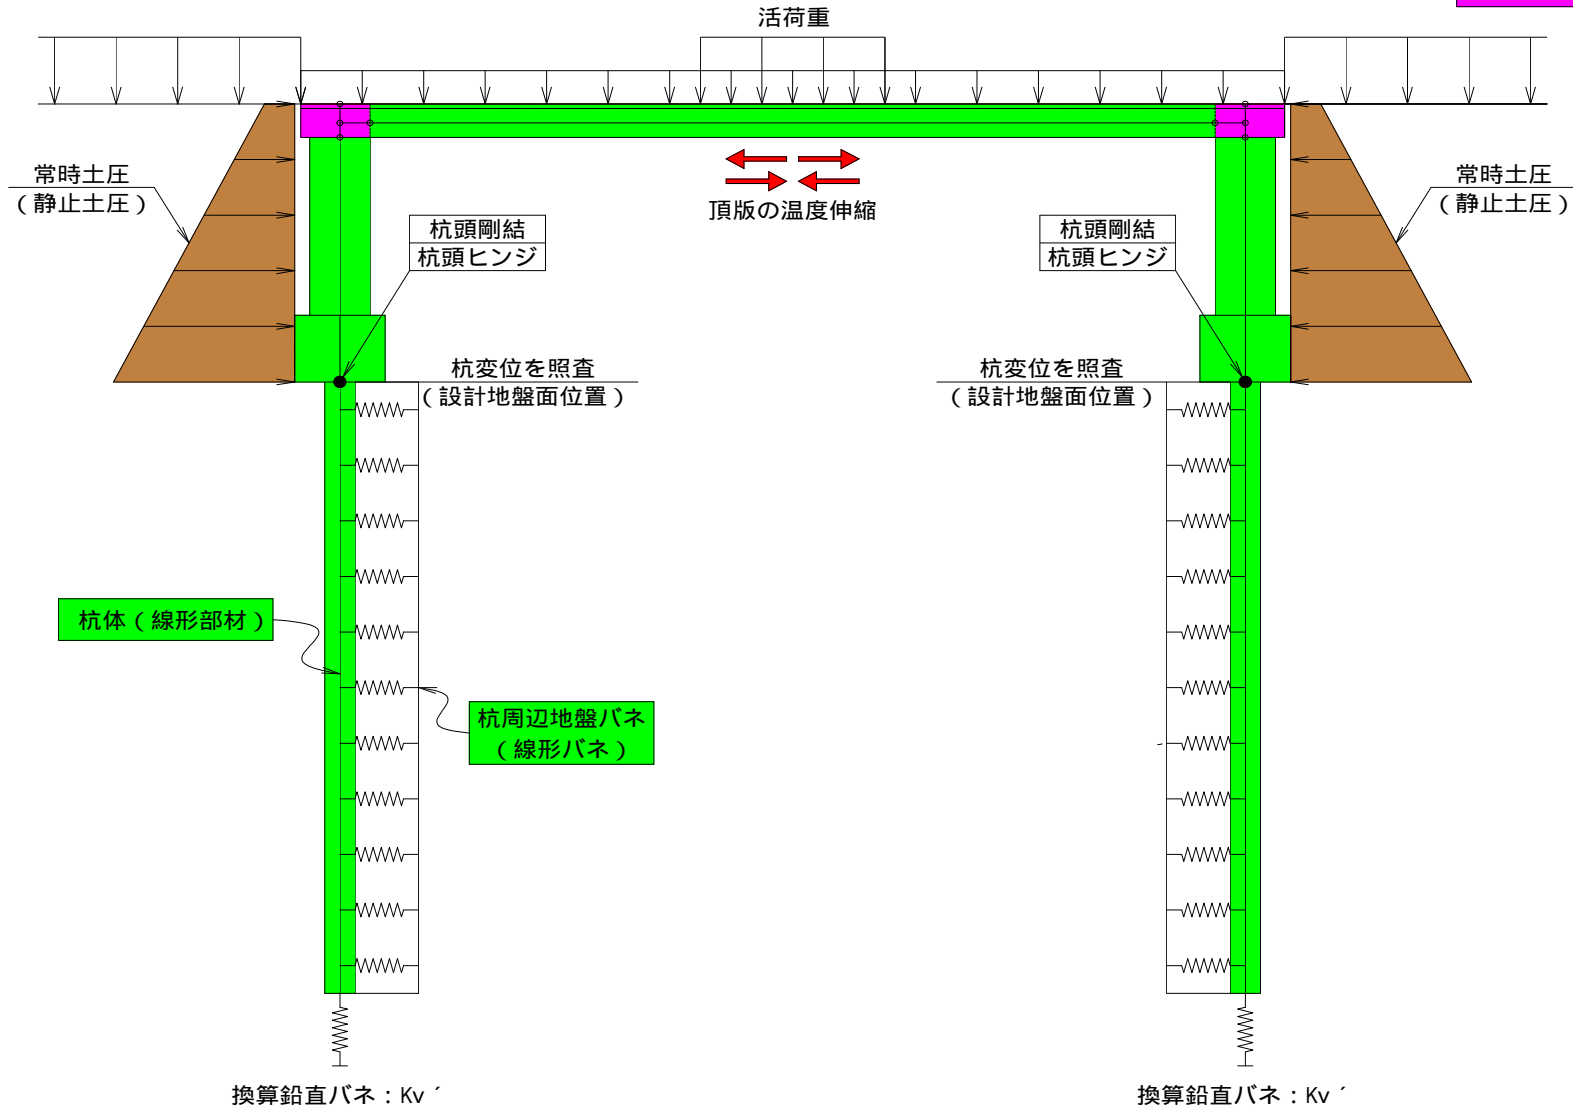 活荷重
常時土圧
(静止土圧)
常時土圧
(静止土圧)
頂版の温度伸縮
杭頭剛結
杭頭ヒンジ
杭頭剛結
杭頭ヒンジ
杭変位を照査
(設計地盤面位置)
杭変位を照査
(設計地盤面位置)
杭体(線形部材)
杭周辺地盤バネ
(線形バネ)
換算鉛直バネ:Kv´
換算鉛直バネ:Kv´